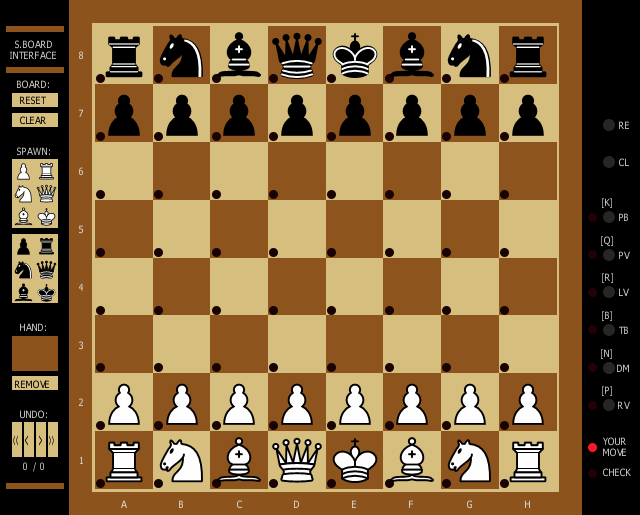 S.BOARD
INTERFACE
BOARD:
RESET
CLEAR
SPAWN:
HAND:
REMOVE
UNDO:
0 / 0
8
7
6
5
4
3
2
1
A B C D E F G H
RE
CL
[K]
PB
[Q]
PV
[R]
LV
[B]
TB
[N]
DM
[P]
RV
YOUR
MOVE
CHECK